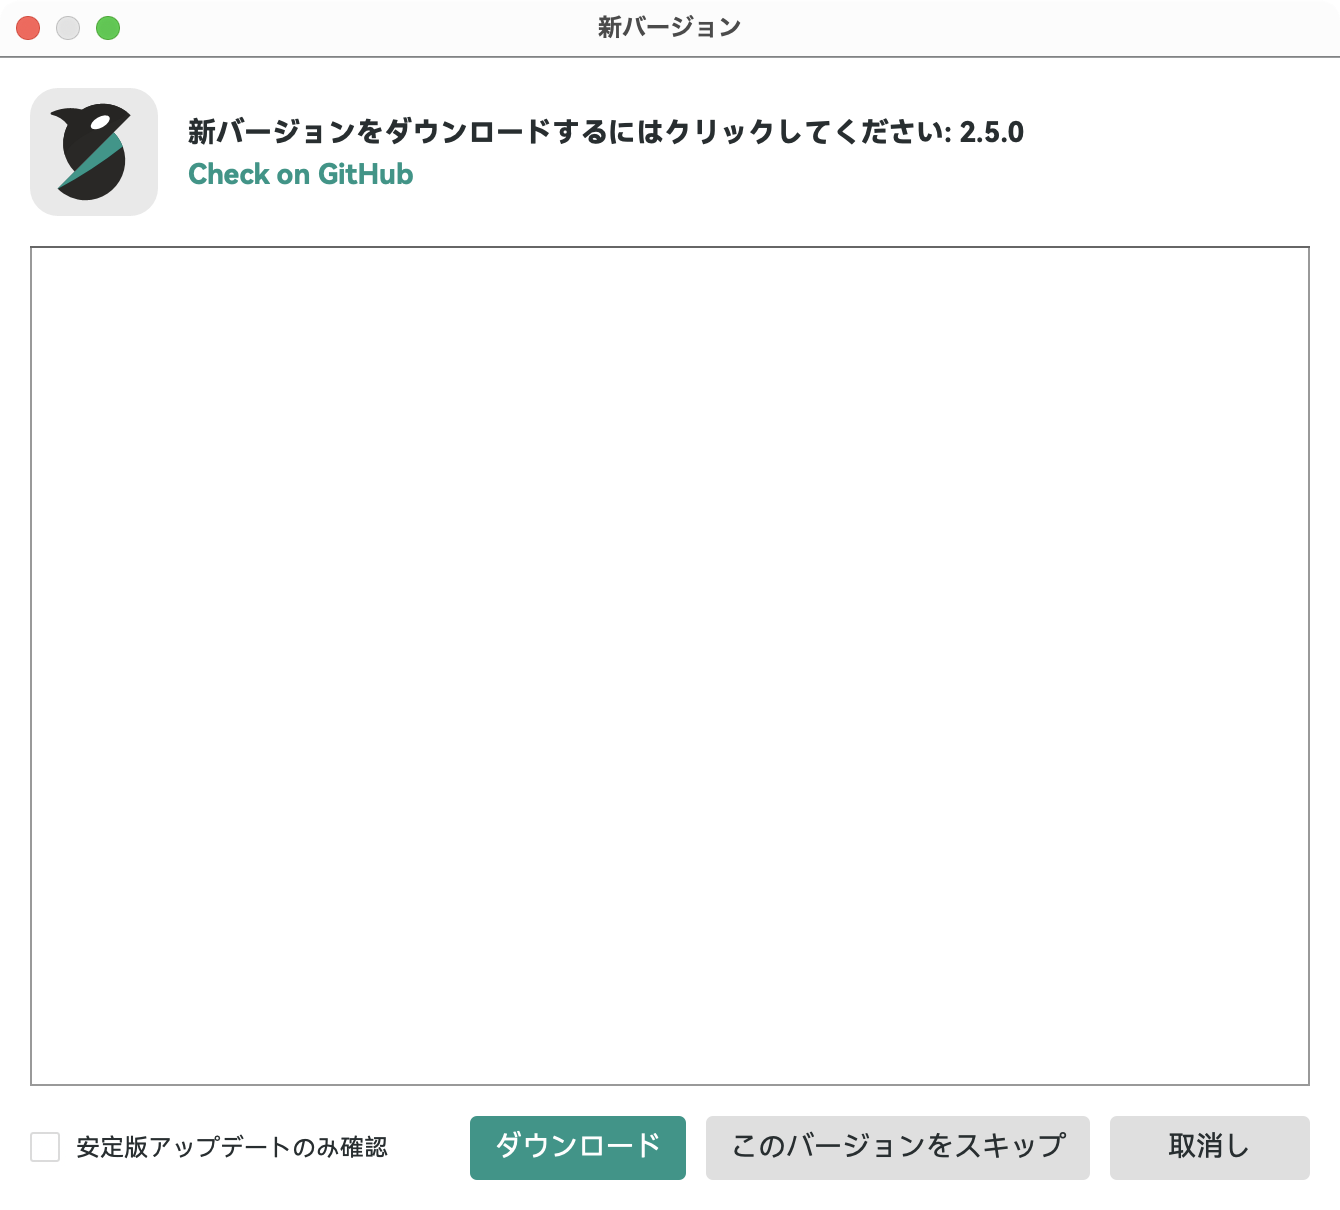 新バージョン
新バージョンをダウンロードするにはクリックしてください: 2.5.0
Check on GitHub
安定版アップデートのみ確認
ダウンロード
このバージョンをスキップ
取消し